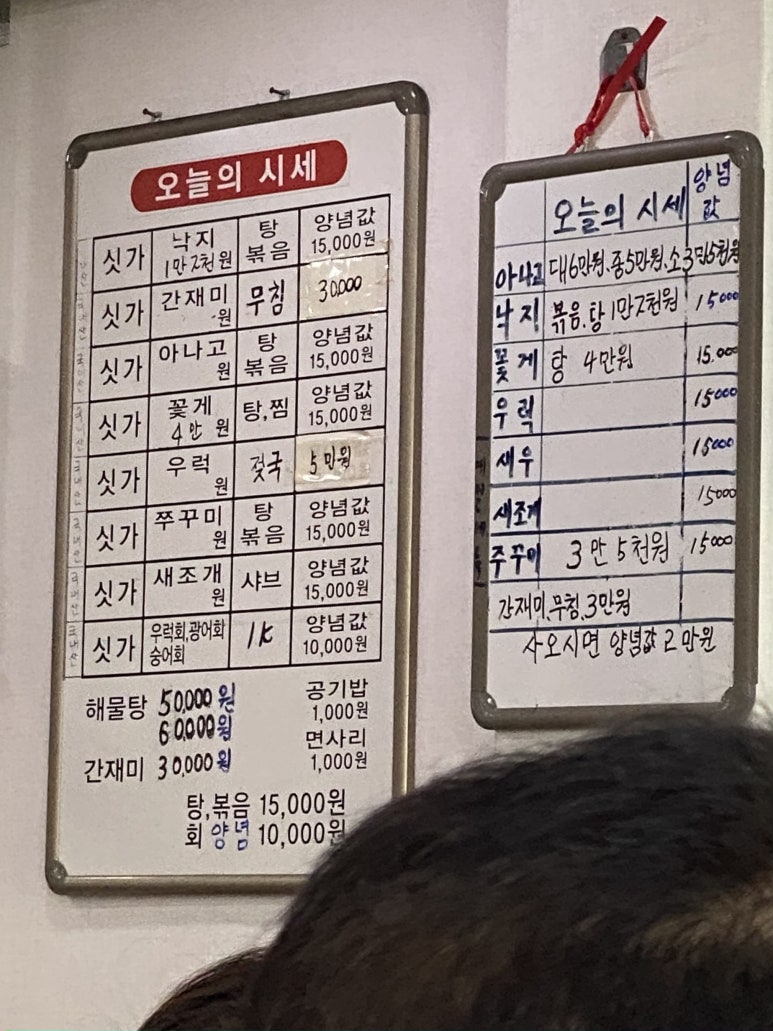 오늘의 시세
싯가 낙지 탕 양념값
1만2천원 볶음 15,000원
싯가 간재미 무침 30,000
원
싯가 아나고 탕 양념값
원 볶음 15,000원
싯가 꽃게 탕,찜 양념값
4만 원 15,000원
싯가 우럭 젖국 5만원
원
싯가 쭈꾸미 탕 양념값
원 볶음 15,000원
싯가 새조개 샤브 양념값
원 15,000원
싯가 우럭회,광어회 1K 양념값
숭어회 10,000원
해물탕 50,000원 공기밥
60,000원 1,000원
간재미 30,000원 면사리
1,000원
탕,볶음 15,000원
회 양념 10,000원
오늘의 시세 양념
값
아나고 대6만원.중5만원.소3만5천원
낙지 볶음.탕 1만2천원 15000
꽃게 탕 4만원 15.000
우럭 15000
새우 15000
새조개 15000
주꾸미 3만 5천원 15000
간재미.무침.3만원
사오시면 양념값 2만원